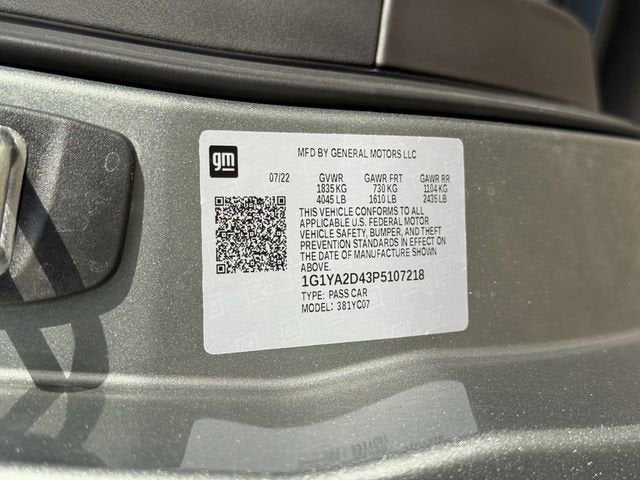 gm
MFD BY GENERAL MOTORS LLC
07/22 GVWR GAWR FRT GAWR RR
1835 KG 730 KG 1104 KG
4045 LB 1610 LB 2435 LB
THIS VEHICLE CONFORMS TO ALL
APPLICABLE U.S. FEDERAL MOTOR
VEHICLE SAFETY, BUMPER, AND THEFT
PREVENTION STANDARDS IN EFFECT ON
THE DATE OF MANUFACTURE SHOWN
ABOVE.
1G1YA2D43P5107218
TYPE: PASS CAR
MODEL: 381YC07